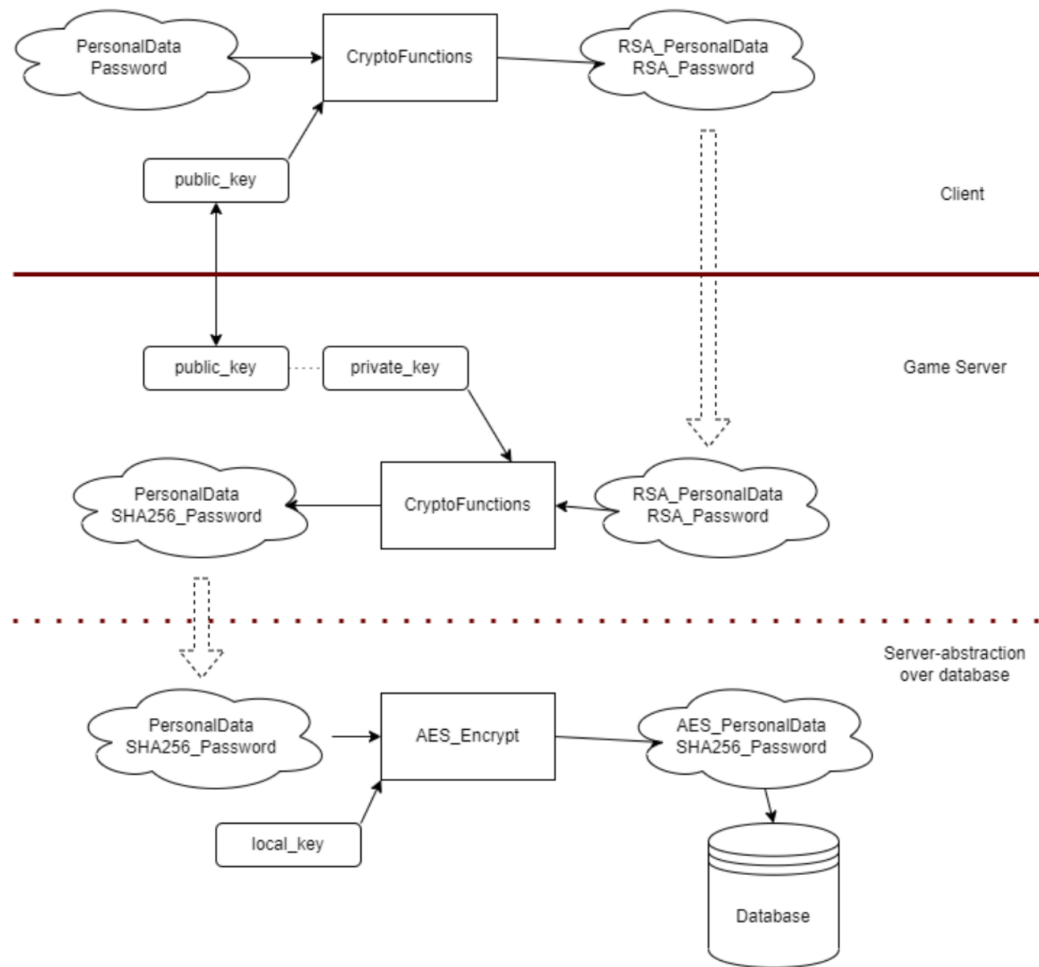 PersonalData
Password
CryptoFunctions
RSA_PersonalData
RSA_Password
public_key
Client
public_key
private_key
Game Server
PersonalData
SHA256_Password
CryptoFunctions
RSA_PersonalData
RSA_Password
Server-abstraction
over database
PersonalData
SHA256_Password
AES_Encrypt
AES_PersonalData
SHA256_Password
local_key
Database